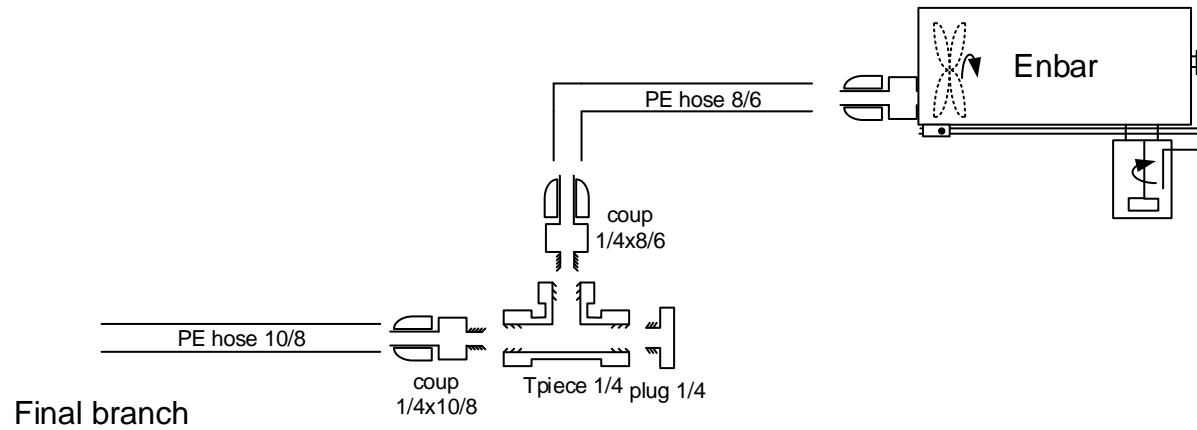 Enbar
PE hose 8/6
coup
1/4x8/6
PE hose 10/8
coup
1/4x10/8
Tpiece 1/4
plug 1/4
Final branch